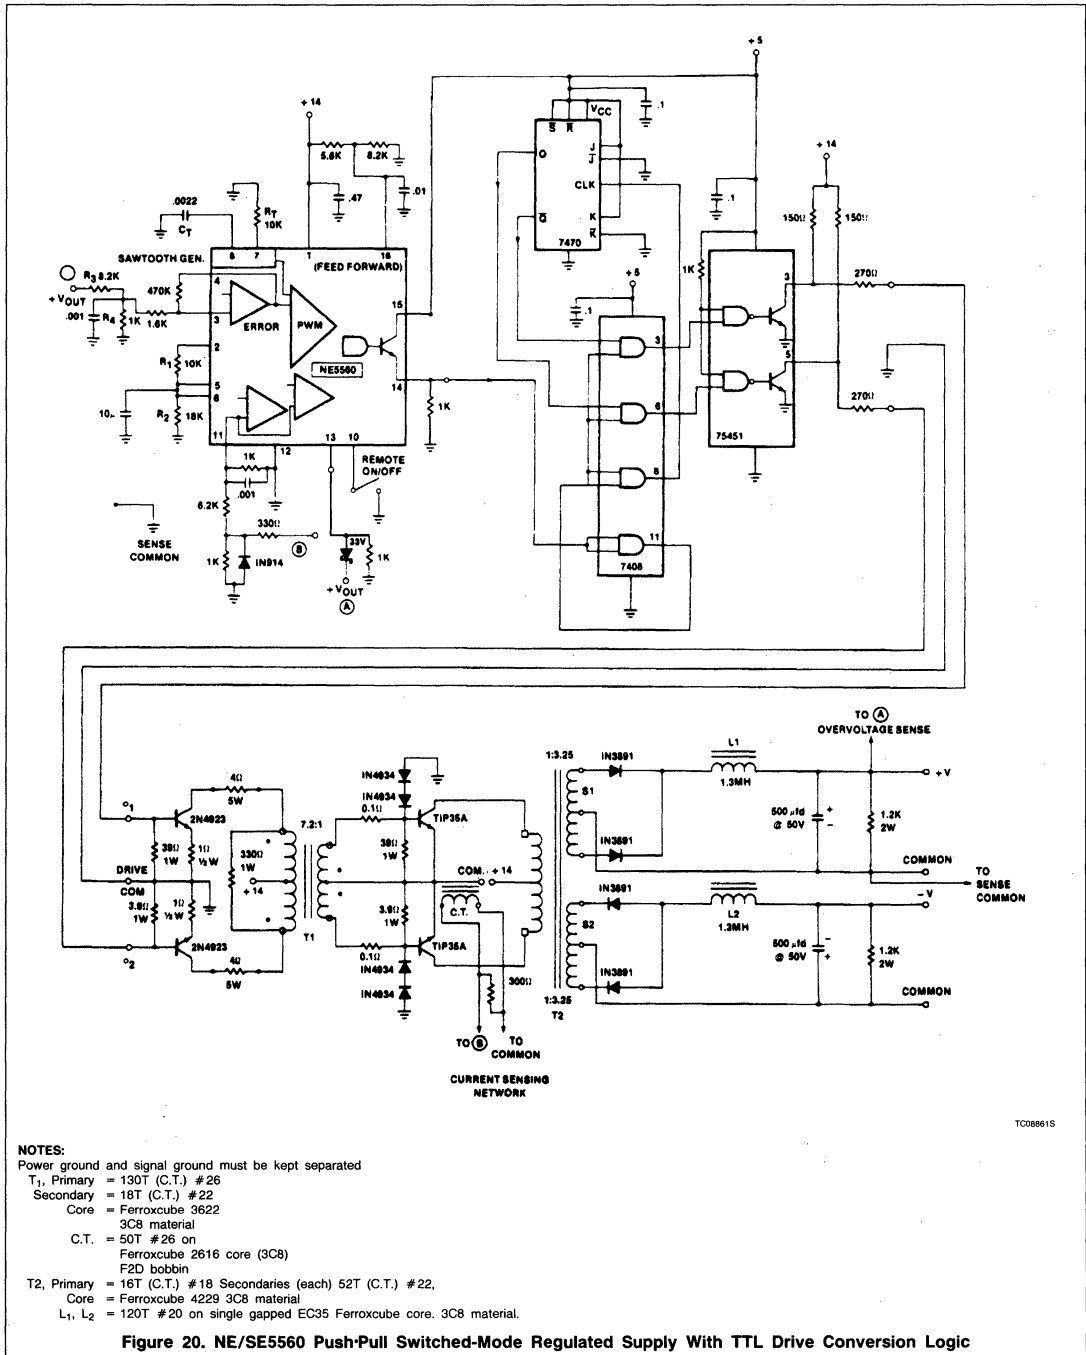 + 5
+ 14
5.6K
8.2K
.47
.01
.0022
C_T
R_T
10K
S̅
R̅
V_CC
.1
Q
J
J̅
CLK
Q̅
K
K̅
7470
+ 14
.1
150Ω
150Ω
SAWTOOTH GEN.
8
7
1
16
(FEED FORWARD)
R_3 8.2K
+ V_OUT
.001
R_4
1K
1.6K
470K
4
3
ERROR
PWM
15
NE5560
14
1K
2
R_1
10K
5
6
10μ
R_2
18K
11
12
13
10
REMOTE
ON/OFF
1K
.001
6.2K
330Ω
B
1K
IN914
SENSE
COMMON
33V
1K
+ V_OUT
A
+ 5
.1
3
6
8
11
7408
1K
3
5
270Ω
270Ω
75451
TO A
OVERVOLTAGE SENSE
1:3.25
IN3891
L1
1.3MH
+V
S1
500 μfd
@ 50V
+
−
1.2K
2W
IN3891
COMMON
TO
SENSE
COMMON
IN3891
L2
1.3MH
− V
S2
500 μfd
@ 50V
−
+
1.2K
2W
IN3891
COMMON
1:3.25
T2
4Ω
5W
1
2N4923
39Ω
1W
1Ω
½ W
DRIVE
COM
3.9Ω
1W
1Ω
½ W
2N4923
2
4Ω
5W
330Ω
1W
+ 14
7.2:1
T1
IN4934
IN4934
0.1Ω
TIP35A
39Ω
1W
COM.
+ 14
C.T.
3.9Ω
1W
TIP35A
0.1Ω
IN4934
IN4934
300Ω
TO B
TO
COMMON
CURRENT SENSING
NETWORK
TC08861S
NOTES:
Power ground and signal ground must be kept separated
T_1, Primary = 130T (C.T.) #26
Secondary = 18T (C.T.) #22
Core = Ferroxcube 3622
3C8 material
C.T. = 50T #26 on
Ferroxcube 2616 core (3C8)
F2D bobbin
T2, Primary = 16T (C.T.) #18 Secondaries (each) 52T (C.T.) #22,
Core = Ferroxcube 4229 3C8 material
L_1, L_2 = 120T #20 on single gapped EC35 Ferroxcube core. 3C8 material.
Figure 20. NE/SE5560 Push·Pull Switched-Mode Regulated Supply With TTL Drive Conversion Logic